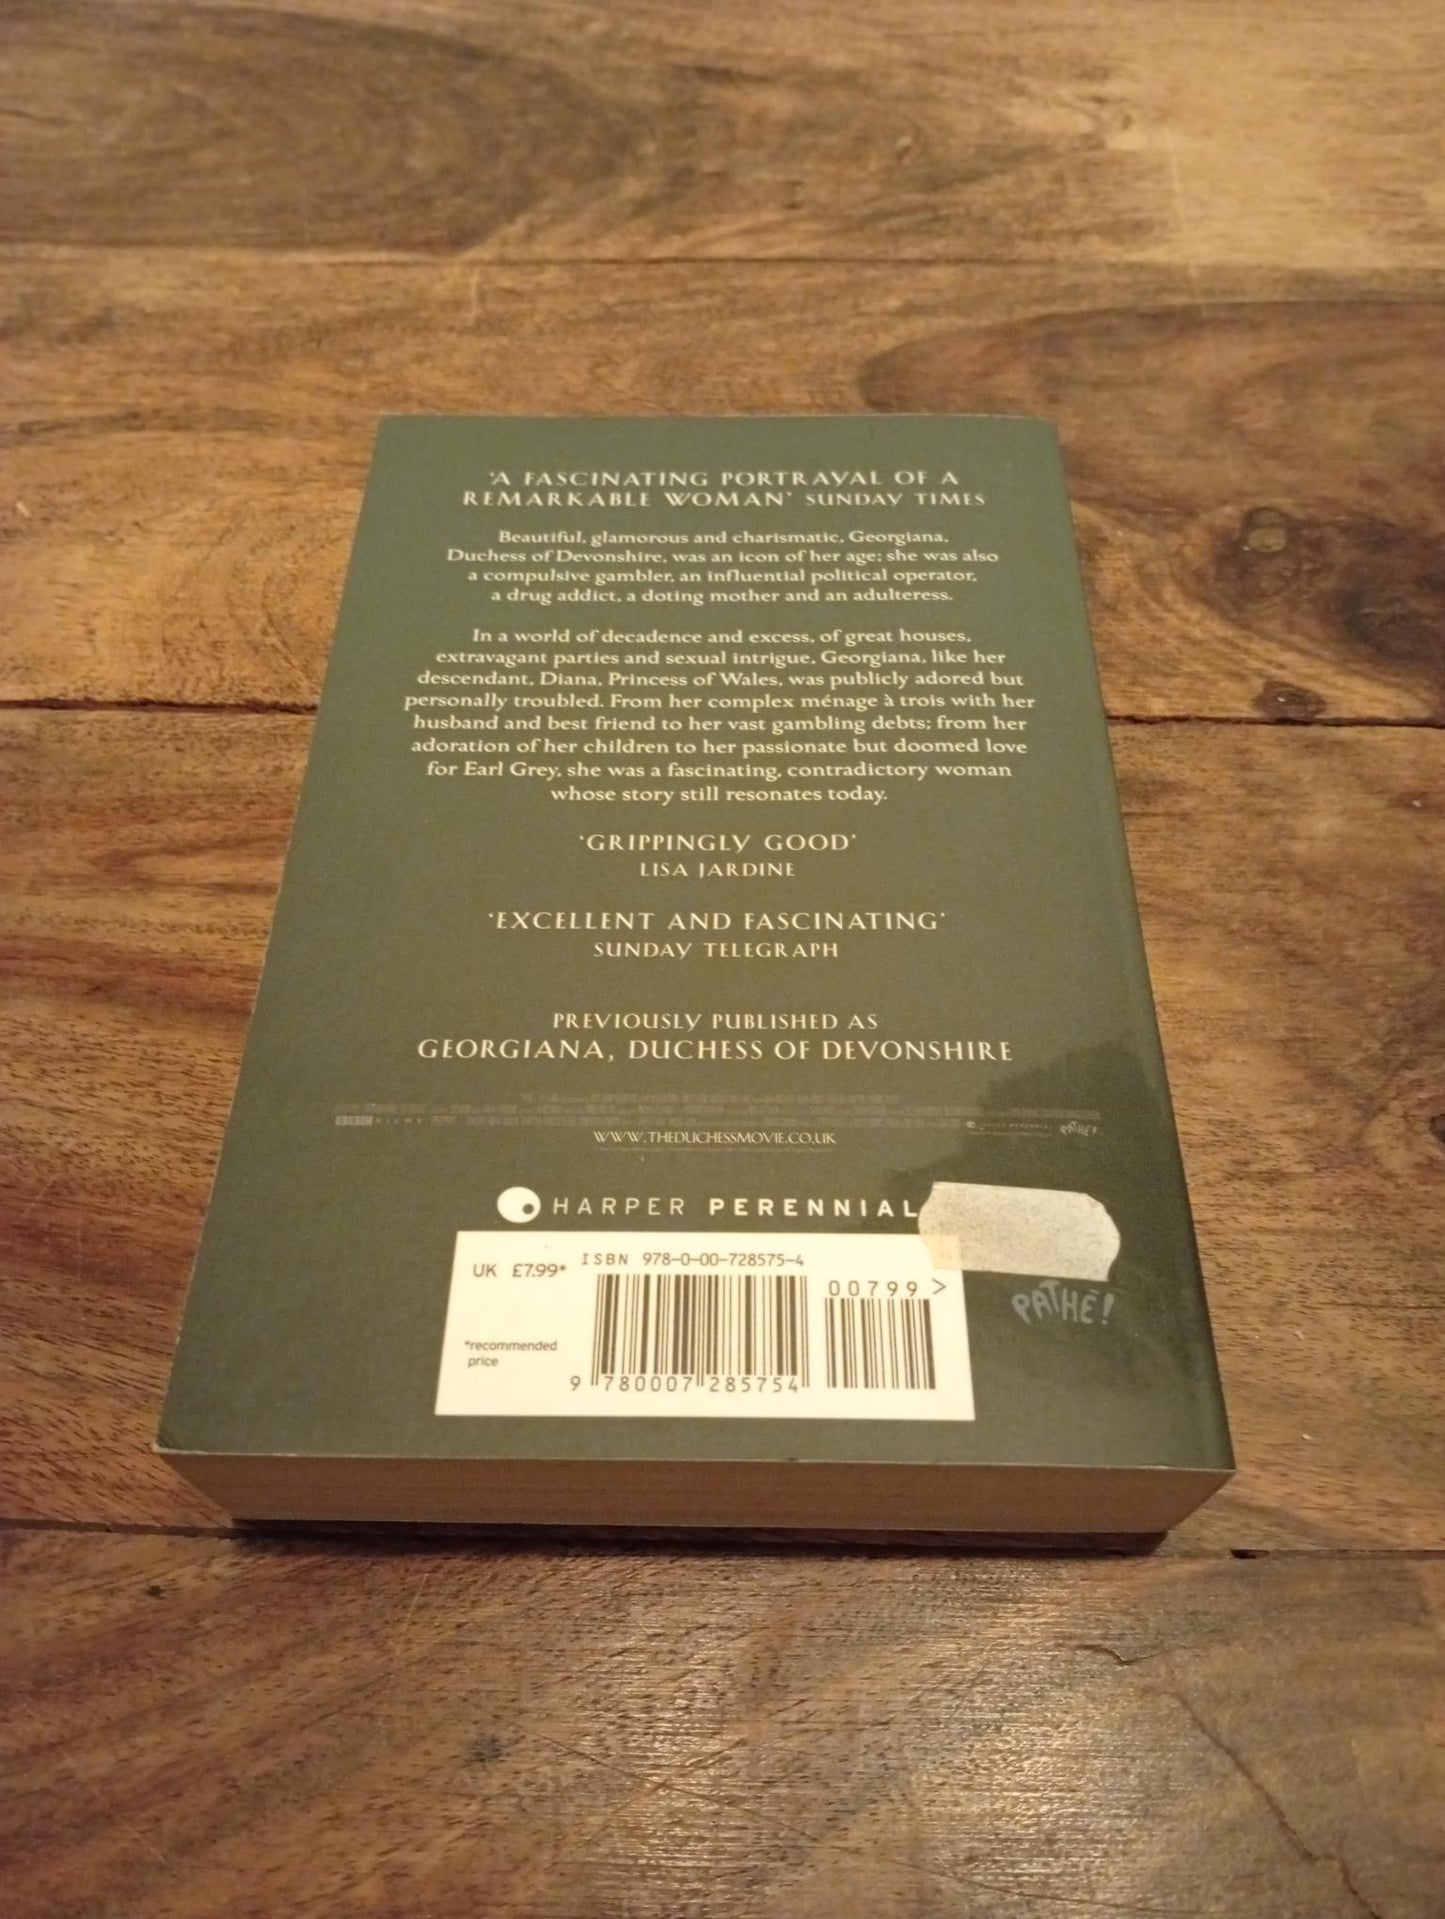 'A FASCINATING PORTRAYAL OF A
REMARKABLE WOMAN' SUNDAY TIMES
Beautiful, glamorous and charismatic, Georgiana,
Duchess of Devonshire, was an icon of her age; she was also
a compulsive gambler, an influential political operator,
a drug addict, a doting mother and an adulteress.
In a world of decadence and excess, of great houses,
extravagant parties and sexual intrigue, Georgiana, like her
descendant, Diana, Princess of Wales, was publicly adored but
personally troubled. From her complex ménage à trois with her
husband and best friend to her vast gambling debts; from her
adoration of her children to her passionate but doomed love
for Earl Grey, she was a fascinating, contradictory woman
whose story still resonates today.
'GRIPPINGLY GOOD'
LISA JARDINE
'EXCELLENT AND FASCINATING'
SUNDAY TELEGRAPH
PREVIOUSLY PUBLISHED AS
GEORGIANA, DUCHESS OF DEVONSHIRE
BBC FILMS
HARPER PERENNIAL PATHÉ!
WWW.THEDUCHESSMOVIE.CO.UK
HARPER PERENNIAL
UK £7.99*
ISBN 978-0-00-728575-4
00799>
*recommended
price
9 780007 285754
PATHÉ!